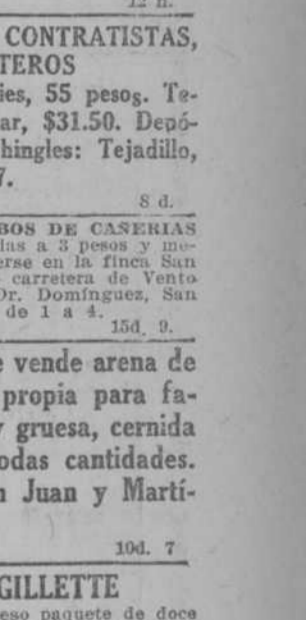 12 n.
CONTRATISTAS,
TEROS
ies, 55 pesos. Te-
ar, $31.50. Depó-
hingles: Tejadillo,
7.
8 d.
BOS DE CAÑERIAS
das a 3 pesos y me-
erse en la finca San
carretera de Vento
Dr. Domínguez, San
de 1 a 4.
15d. 9.
e vende arena de
propia para fa-
y gruesa, cernida
odas cantidades.
n Juan y Martí-
10d. 7
GILLETTE
eso paquete de doce